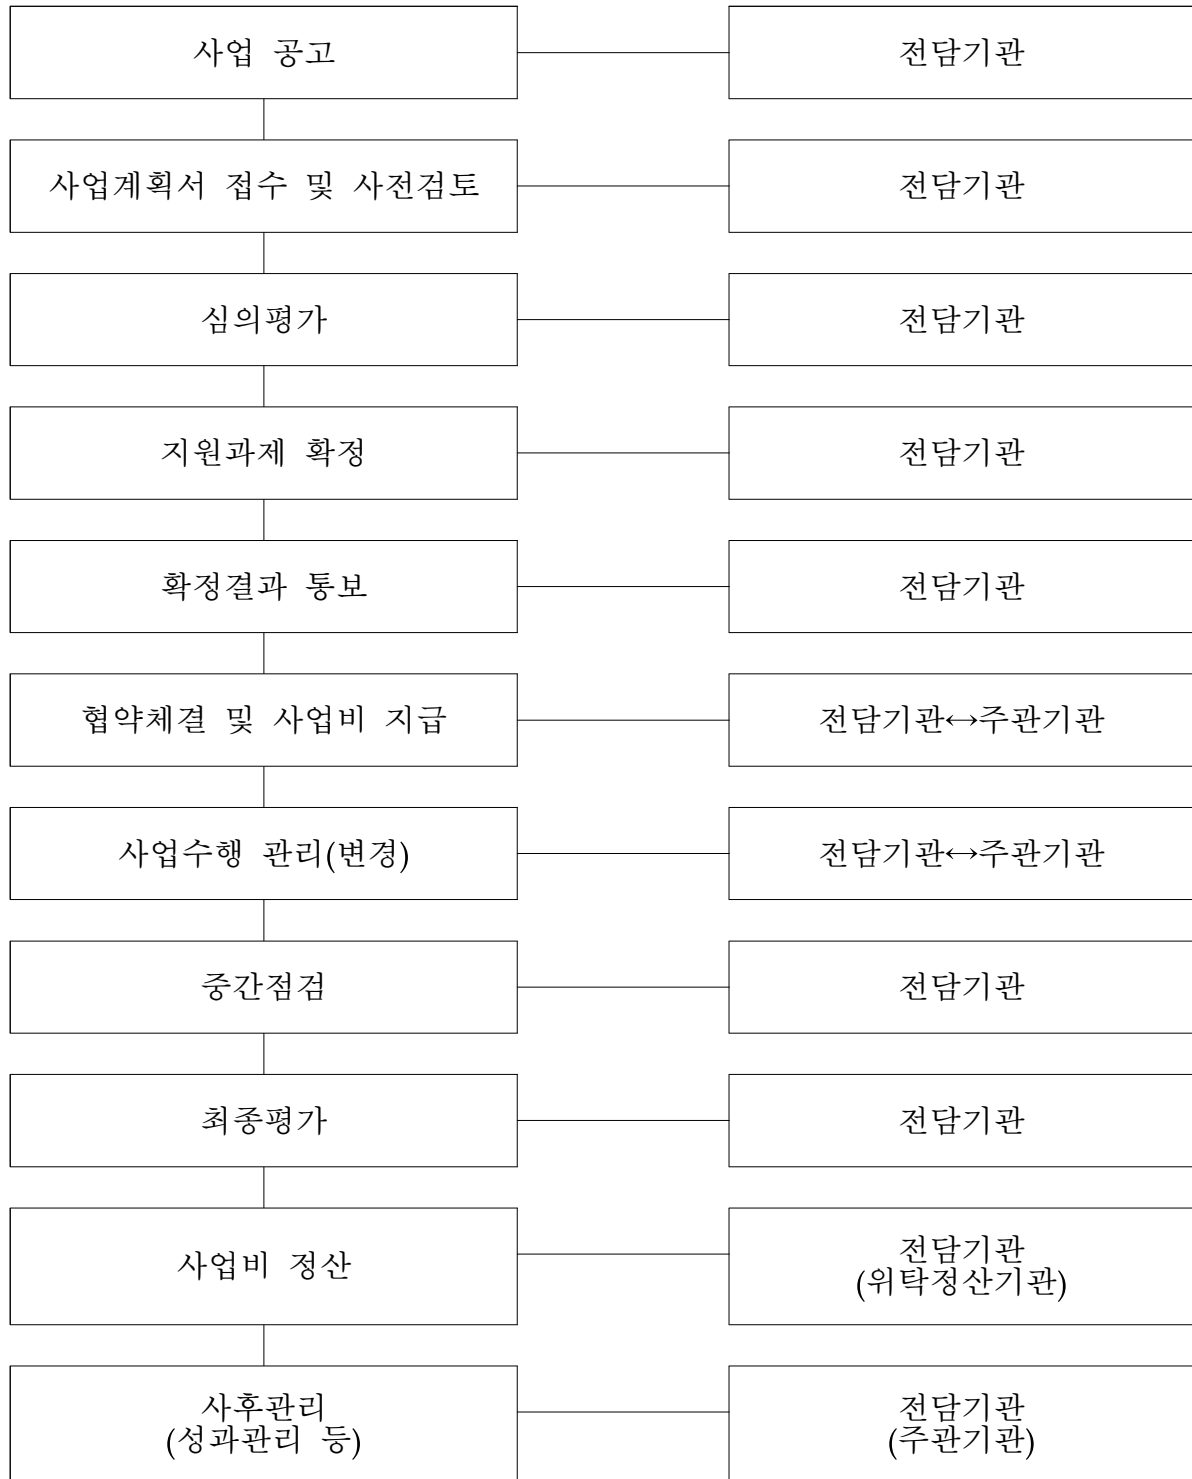 사업 공고
전담기관
사업계획서 접수 및 사전검토
전담기관
심의평가
전담기관
지원과제 확정
전담기관
확정결과 통보
전담기관
협약체결 및 사업비 지급
전담기관↔주관기관
사업수행 관리(변경)
전담기관↔주관기관
중간점검
전담기관
최종평가
전담기관
사업비 정산
전담기관
(위탁정산기관)
사후관리
(성과관리 등)
전담기관
(주관기관)